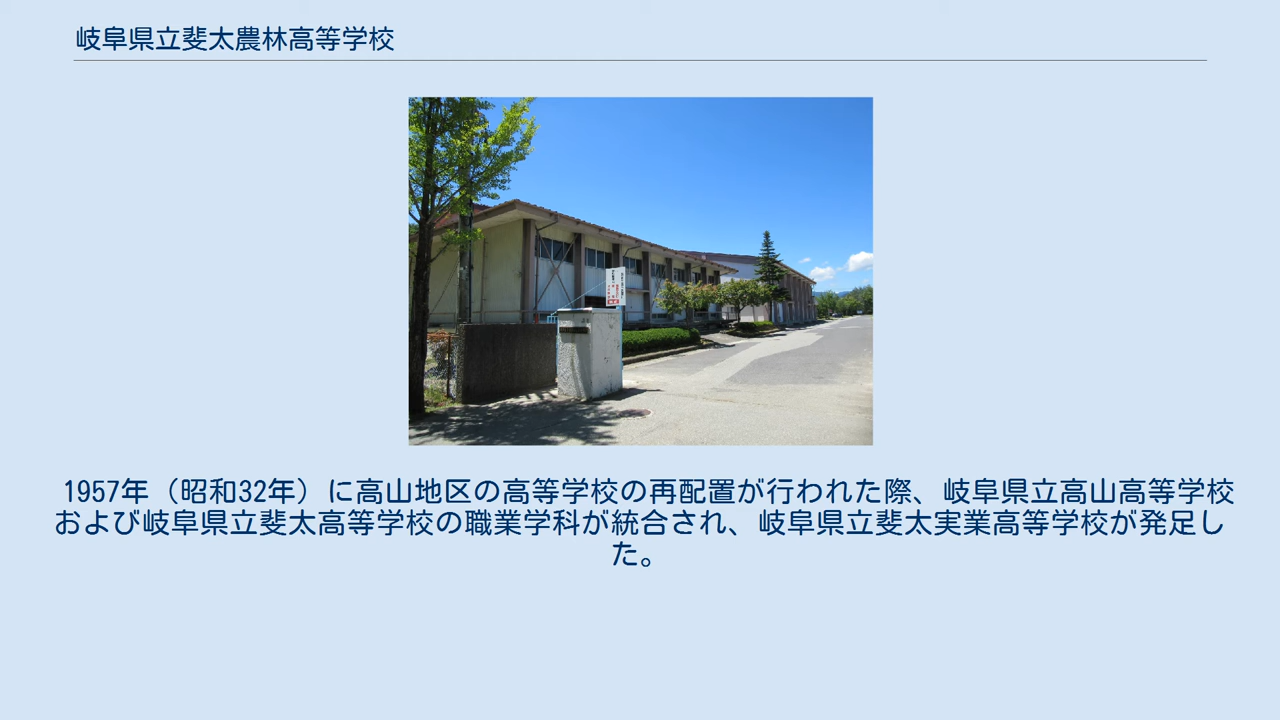 岐阜県立斐太農林高等学校
1957年（昭和32年）に高山地区の高等学校の再配置が行われた際、岐阜県立高山高等学校
および岐阜県立斐太高等学校の職業学科が統合され、岐阜県立斐太実業高等学校が発足し
た。